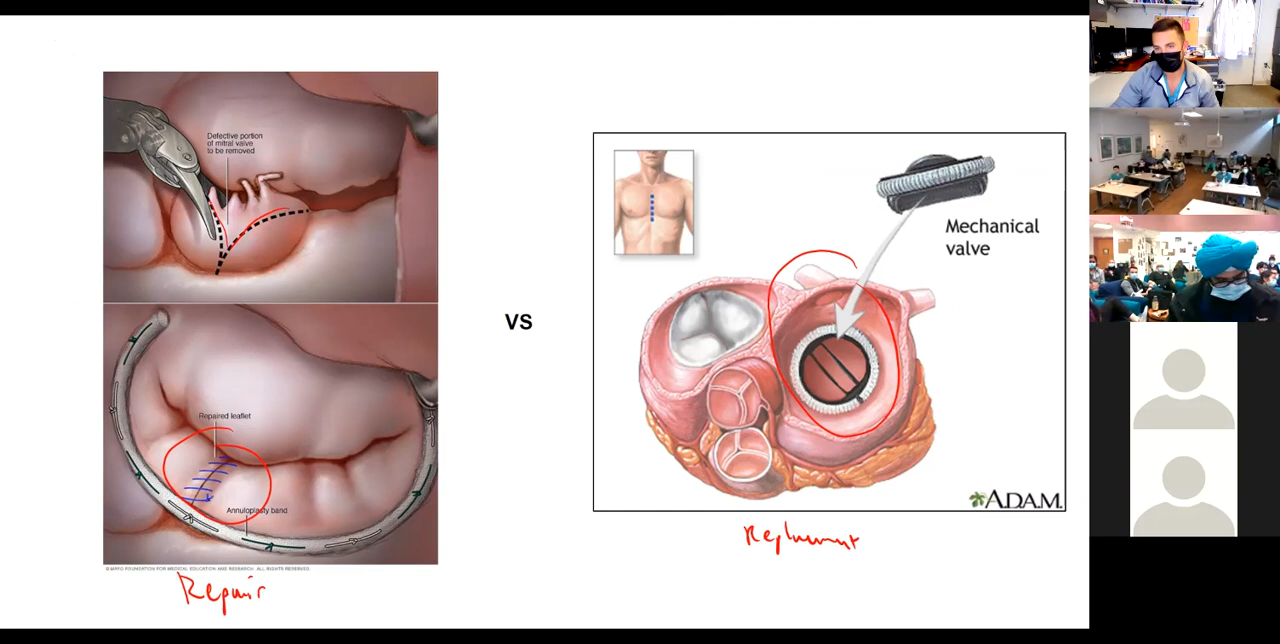 Defective portion
of mitral valve
to be removed
Repaired leaflet
Annuloplasty band
© MAYO FOUNDATION FOR MEDICAL EDUCATION AND RESEARCH. ALL RIGHTS RESERVED.
Repair
VS
Mechanical
valve
A.D.A.M.